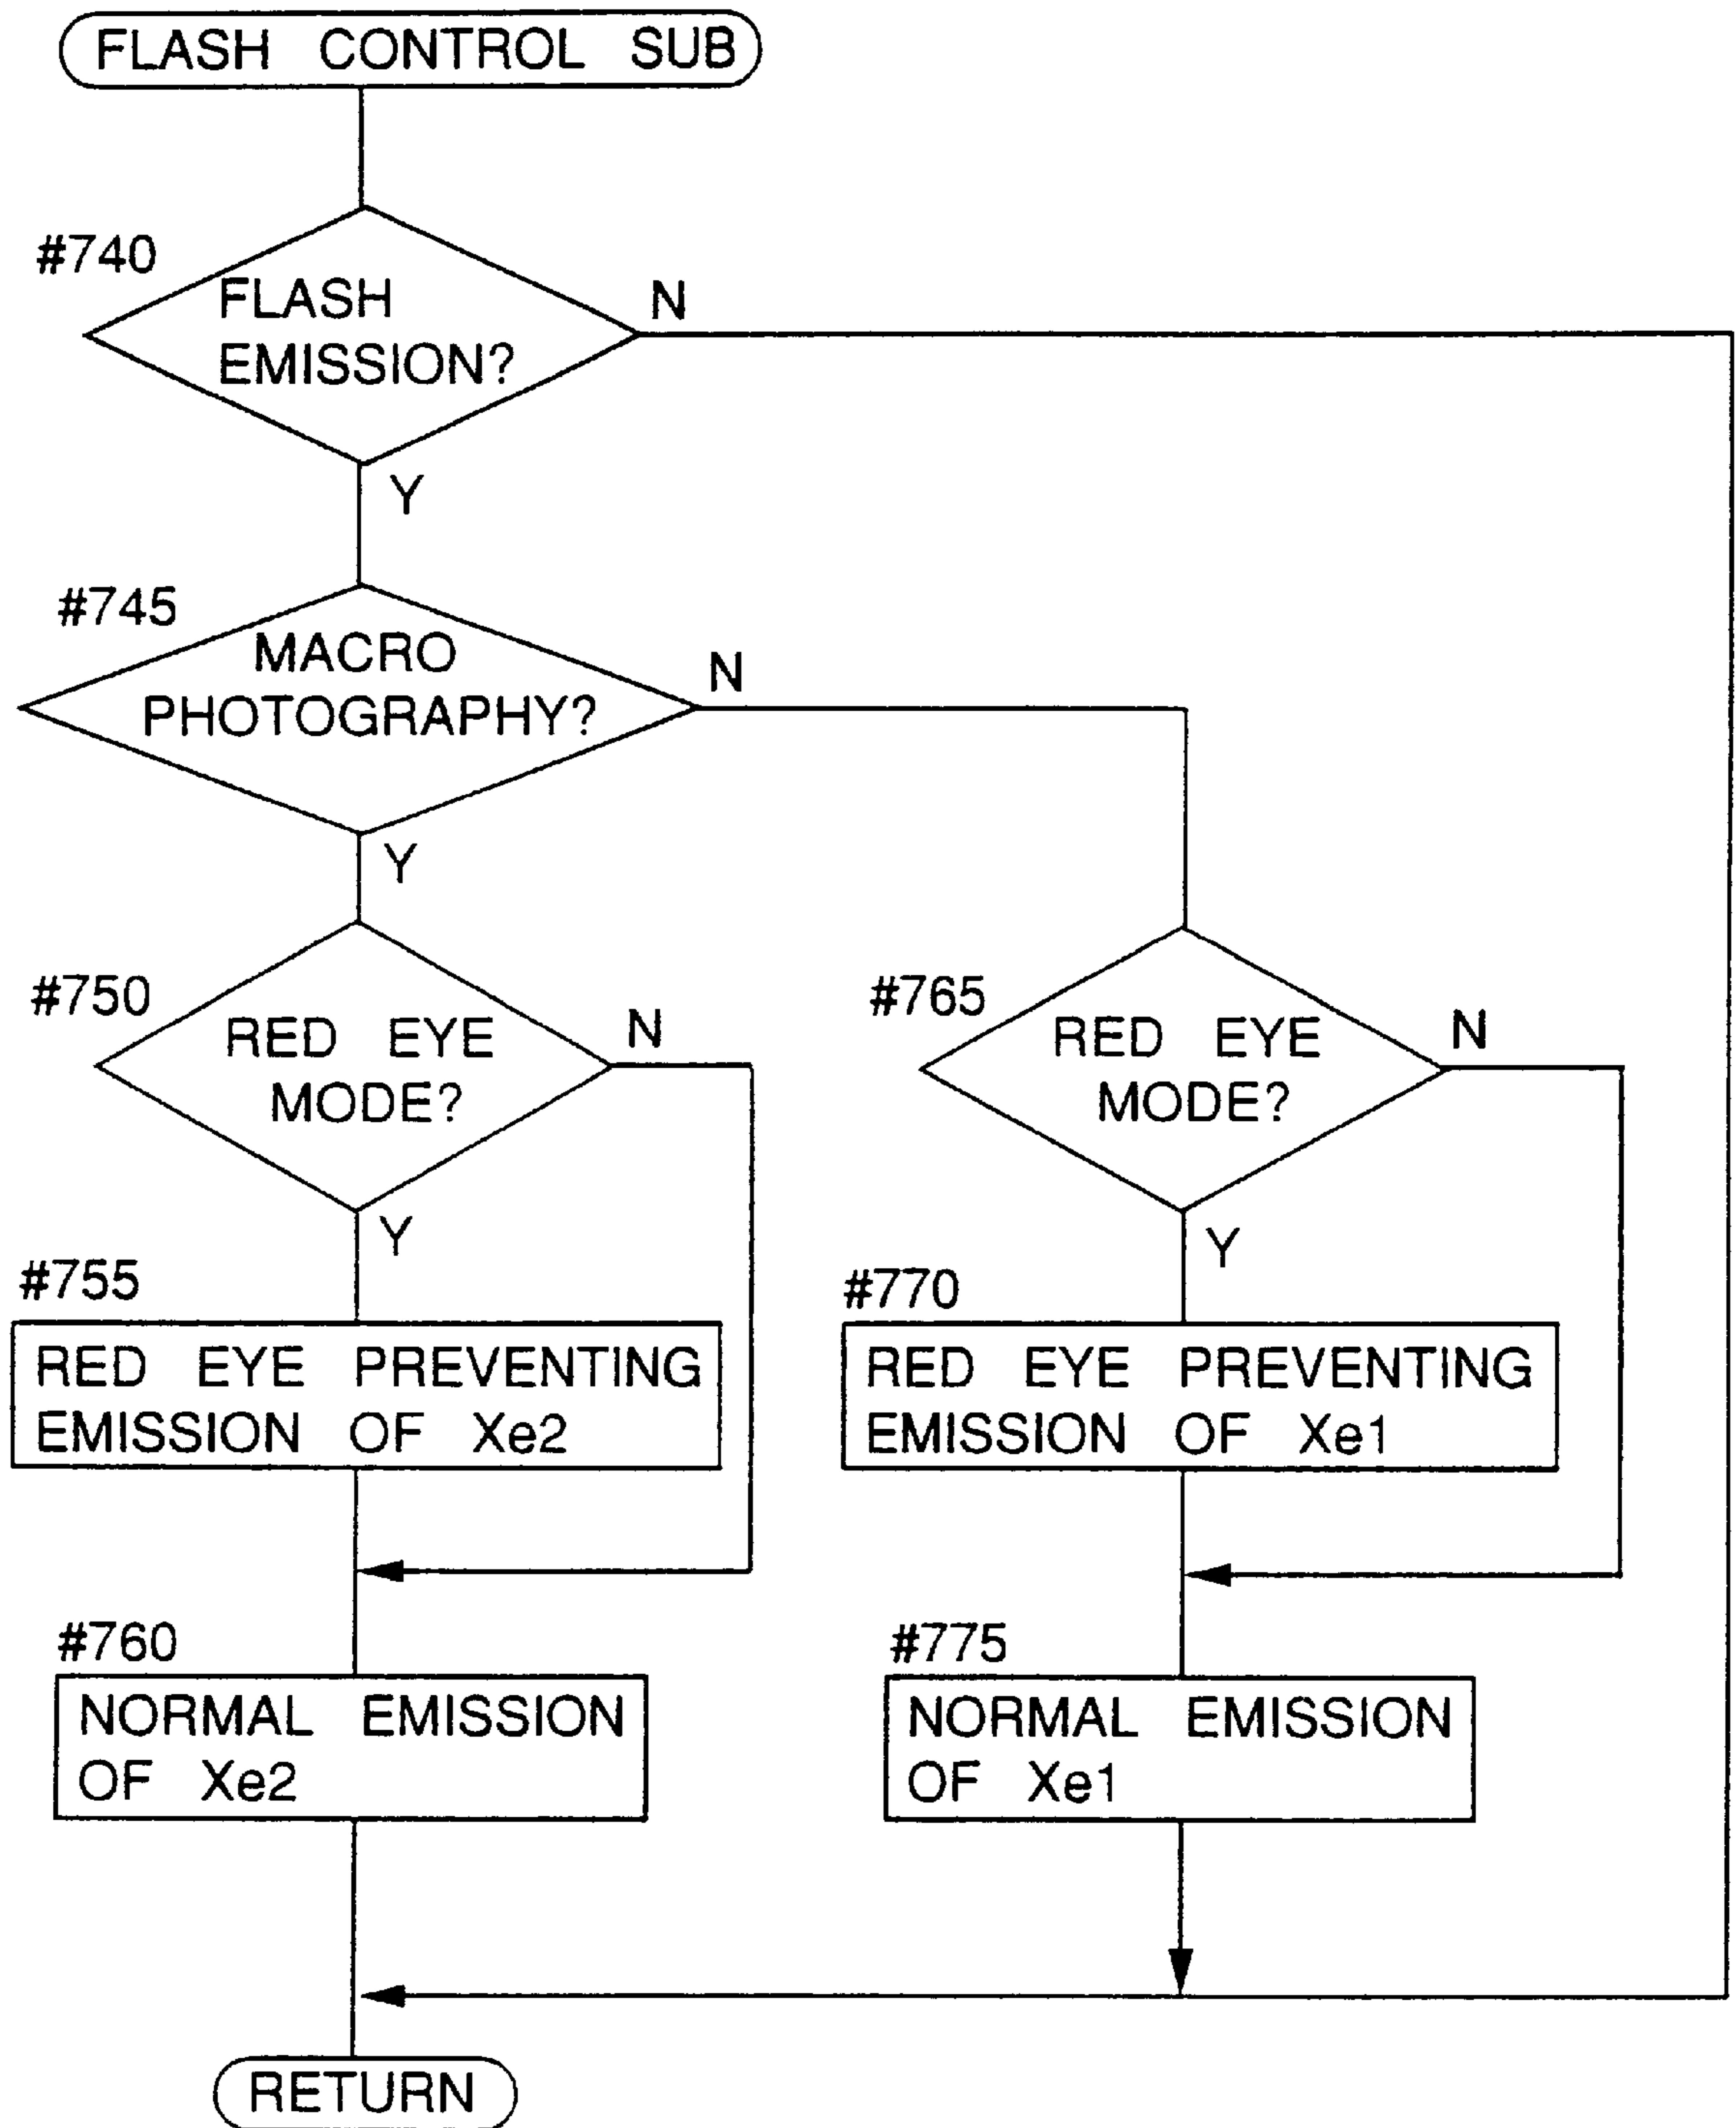 FLASH CONTROL SUB
#740
FLASH
EMISSION?
N
Y
#745
MACRO
PHOTOGRAPHY?
N
Y
#750
RED EYE
MODE?
N
Y
#765
RED EYE
MODE?
N
Y
#755
RED EYE PREVENTING
EMISSION OF Xe2
#770
RED EYE PREVENTING
EMISSION OF Xe1
#760
NORMAL EMISSION
OF Xe2
#775
NORMAL EMISSION
OF Xe1
RETURN